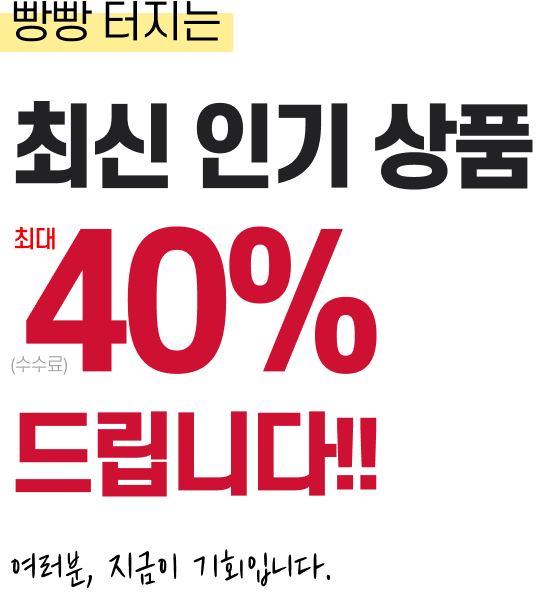 빵빵 터지는
최신 인기 상품
최대
40%
(수수료)
드립니다!!
여러분, 지금이 기회입니다.